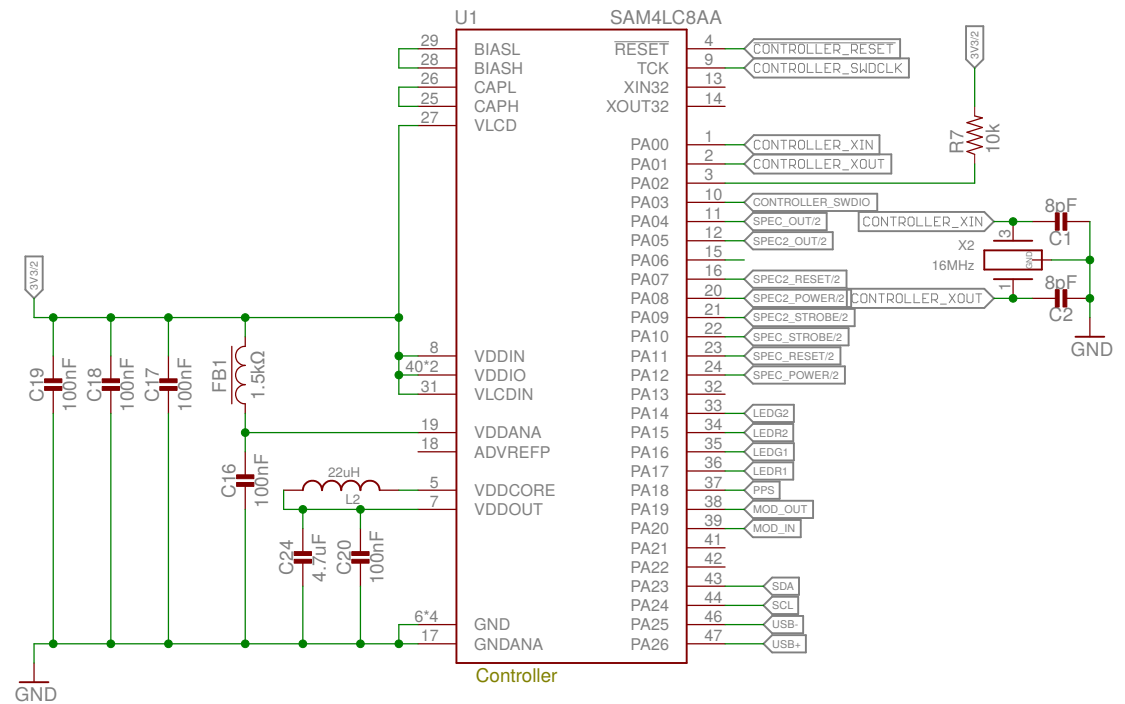 U1
SAM4LC8AA
29 BIASL
28 BIASH
26 CAPL
25 CAPH
27 VLCD
8 VDDIN
40*2 VDDIO
31 VLCDIN
19 VDDANA
18 ADVREFP
5 VDDCORE
7 VDDOUT
6*4 GND
17 GNDANA
RESET 4 CONTROLLER_RESET
TCK 9 CONTROLLER_SWDCLK
XIN32 13
XOUT32 14
PA00 1 CONTROLLER_XIN
PA01 2 CONTROLLER_XOUT
PA02 3
PA03 10 CONTROLLER_SWDIO
PA04 11 SPEC_OUT/2
PA05 12 SPEC2_OUT/2
PA06 15
PA07 16 SPEC2_RESET/2
PA08 20 SPEC2_POWER/2
PA09 21 SPEC2_STROBE/2
PA10 22 SPEC_STROBE/2
PA11 23 SPEC_RESET/2
PA12 24 SPEC_POWER/2
PA13 32
PA14 33 LEDG2
PA15 34 LEDR2
PA16 35 LEDG1
PA17 36 LEDR1
PA18 37 PPS
PA19 38 MOD_OUT
PA20 39 MOD_IN
PA21 41
PA22 42
PA23 43 SDA
PA24 44 SCL
PA25 46 USB-
PA26 47 USB+
Controller
3V3/2
C19
100nF
C18
100nF
C17
100nF
FB1
1.5kΩ
C16
100nF
22uH
L2
C24
4.7uF
C20
100nF
GND
3V3/2
R7
10k
CONTROLLER_XIN
8pF
C1
X2
16MHz
3
GND
1
CONTROLLER_XOUT
8pF
C2
GND